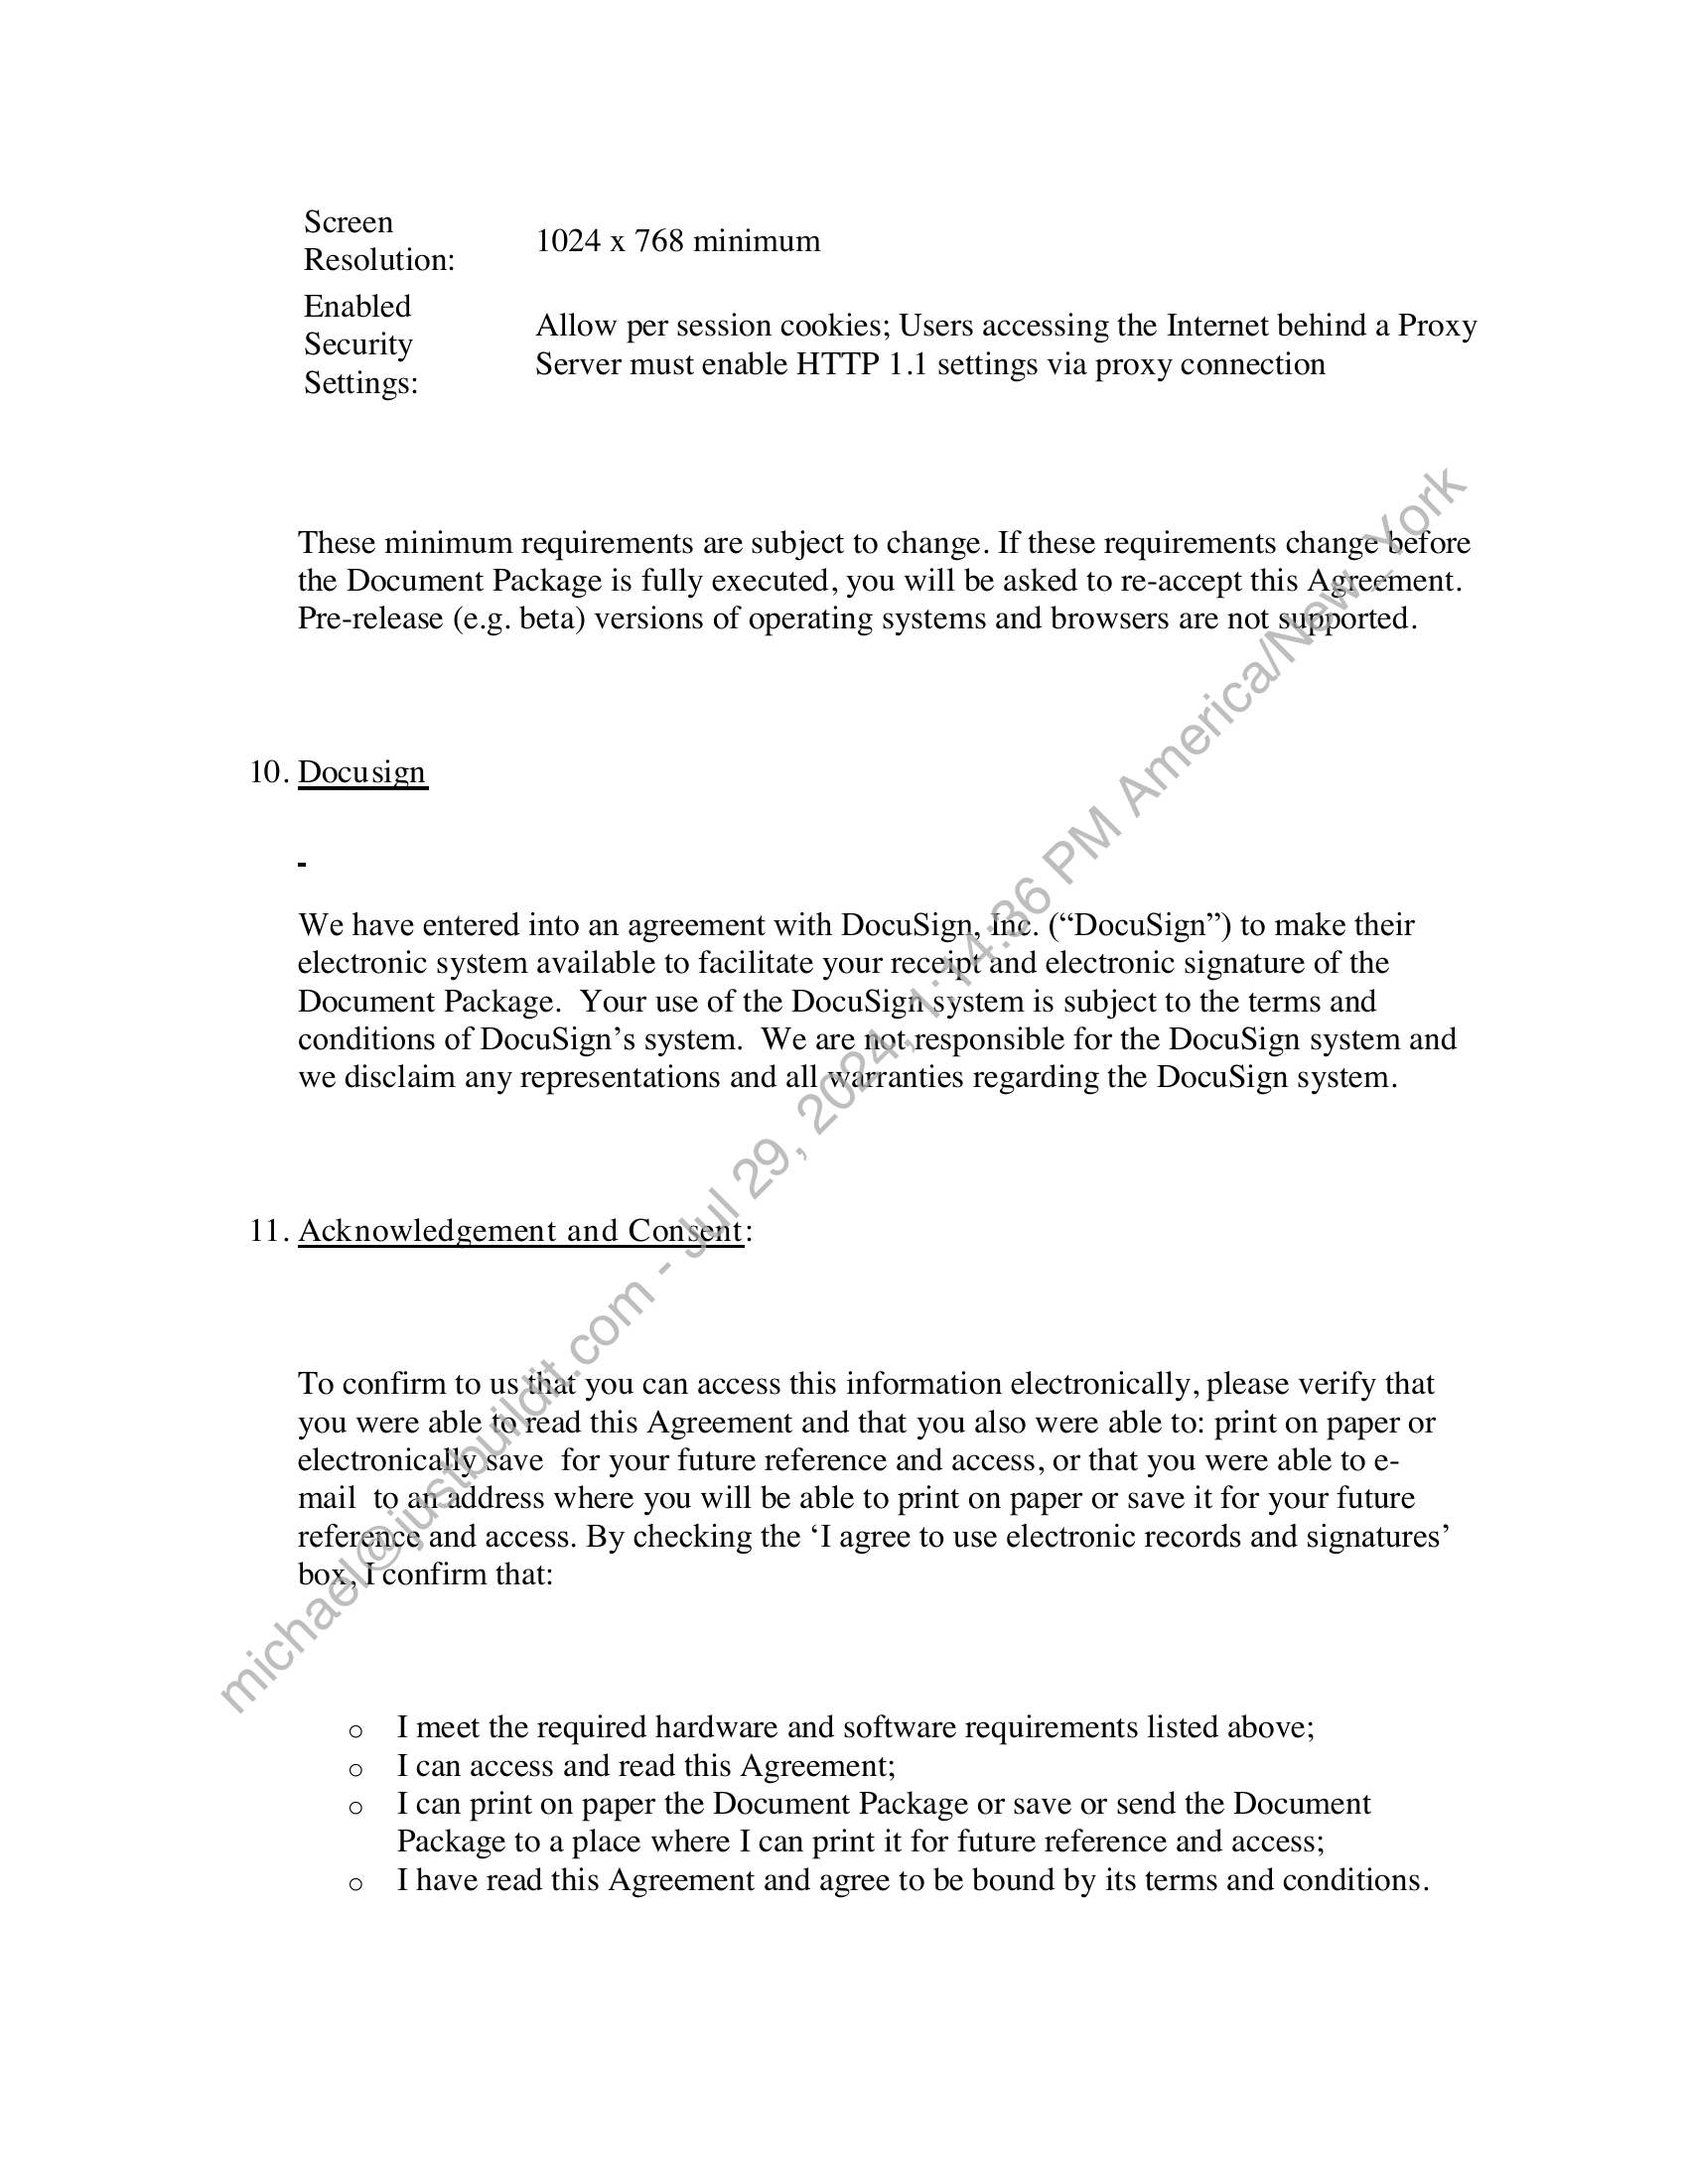 Screen
Resolution:
1024 x 768 minimum
Enabled
Security
Settings:
Allow per session cookies; Users accessing the Internet behind a Proxy
Server must enable HTTP 1.1 settings via proxy connection
These minimum requirements are subject to change. If these requirements change before
the Document Package is fully executed, you will be asked to re-accept this Agreement.
Pre-release (e.g. beta) versions of operating systems and browsers are not supported.
10. Docusign
We have entered into an agreement with DocuSign, Inc. (“DocuSign”) to make their
electronic system available to facilitate your receipt and electronic signature of the
Document Package.  Your use of the DocuSign system is subject to the terms and
conditions of DocuSign’s system.  We are not responsible for the DocuSign system and
we disclaim any representations and all warranties regarding the DocuSign system.
11. Acknowledgement and Consent:
To confirm to us that you can access this information electronically, please verify that
you were able to read this Agreement and that you also were able to: print on paper or
electronically save  for your future reference and access, or that you were able to e-
mail  to an address where you will be able to print on paper or save it for your future
reference and access. By checking the ‘I agree to use electronic records and signatures’
box, I confirm that:
o I meet the required hardware and software requirements listed above;
o I can access and read this Agreement;
o I can print on paper the Document Package or save or send the Document
Package to a place where I can print it for future reference and access;
o I have read this Agreement and agree to be bound by its terms and conditions.
michael@justbuildit.com - Jul 29, 2024, 1:14:36 PM America/New_York